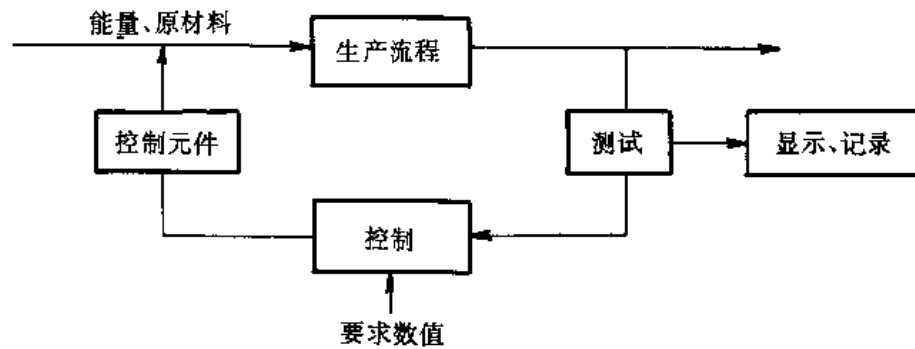 能量、原材料
生产流程
控制元件
测试
显示、记录
控制
要求数值